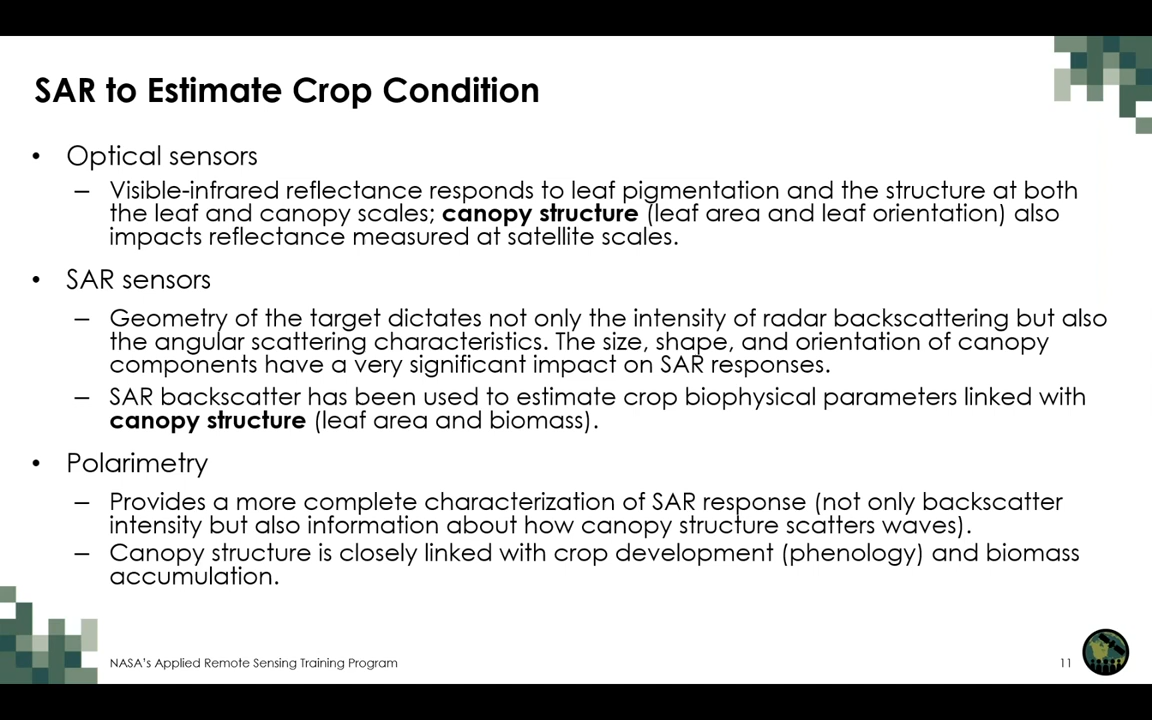 SAR to Estimate Crop Condition
• Optical sensors
– Visible-infrared reflectance responds to leaf pigmentation and the structure at both
the leaf and canopy scales; canopy structure (leaf area and leaf orientation) also
impacts reflectance measured at satellite scales.
• SAR sensors
– Geometry of the target dictates not only the intensity of radar backscattering but also
the angular scattering characteristics. The size, shape, and orientation of canopy
components have a very significant impact on SAR responses.
– SAR backscatter has been used to estimate crop biophysical parameters linked with
canopy structure (leaf area and biomass).
• Polarimetry
– Provides a more complete characterization of SAR response (not only backscatter
intensity but also information about how canopy structure scatters waves).
– Canopy structure is closely linked with crop development (phenology) and biomass
accumulation.
NASA's Applied Remote Sensing Training Program
11